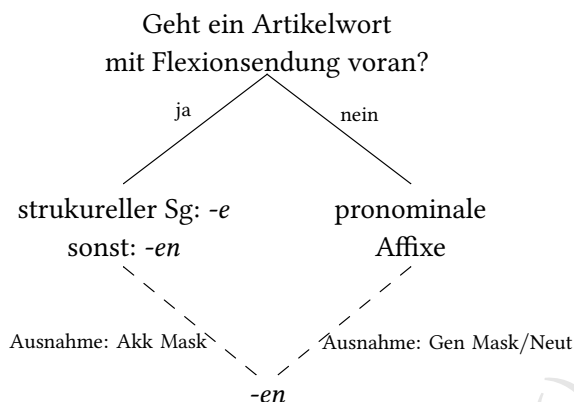 Geht ein Artikelwort
mit Flexionsendung voran?
ja
nein
strukureller Sg: -e
sonst: -en
pronominale
Affixe
Ausnahme: Akk Mask
Ausnahme: Gen Mask/Neut
-en